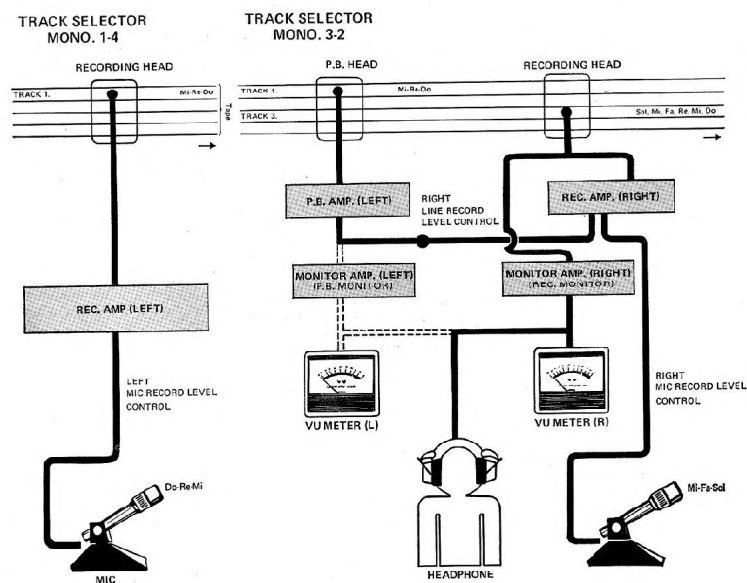 TRACK SELECTOR
MONO. 1-4
RECORDING HEAD
TRACK 1.
Mi-Re-Do
Tape
REC. AMP (LEFT)
LEFT
MIC RECORD LEVEL
CONTROL
Do-Re-Mi
MIC
TRACK SELECTOR
MONO. 3-2
P.B. HEAD
RECORDING HEAD
TRACK 1.
Mi-Re-Do
TRACK 3.
Sol, Mi, Fa, Re, Mi, Do
P.B. AMP. (LEFT)
RIGHT
LINE RECORD
LEVEL CONTROL
REC. AMP. (RIGHT)
MONITOR AMP. (LEFT)
(P.B. MONITOR)
MONITOR AMP. (RIGHT)
(REC. MONITOR)
VU METER (L)
VU METER (R)
RIGHT
MIC RECORD LEVEL
CONTROL
Mi-Fa-Sol
HEADPHONE